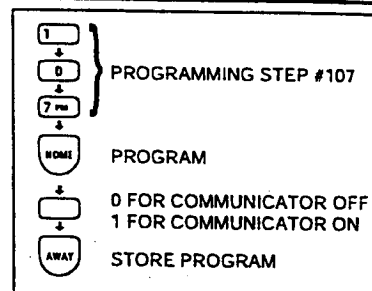 1
0
PROGRAMMING STEP #107
7 PM
HOME
PROGRAM
0 FOR COMMUNICATOR OFF
1 FOR COMMUNICATOR ON
AWAY
STORE PROGRAM